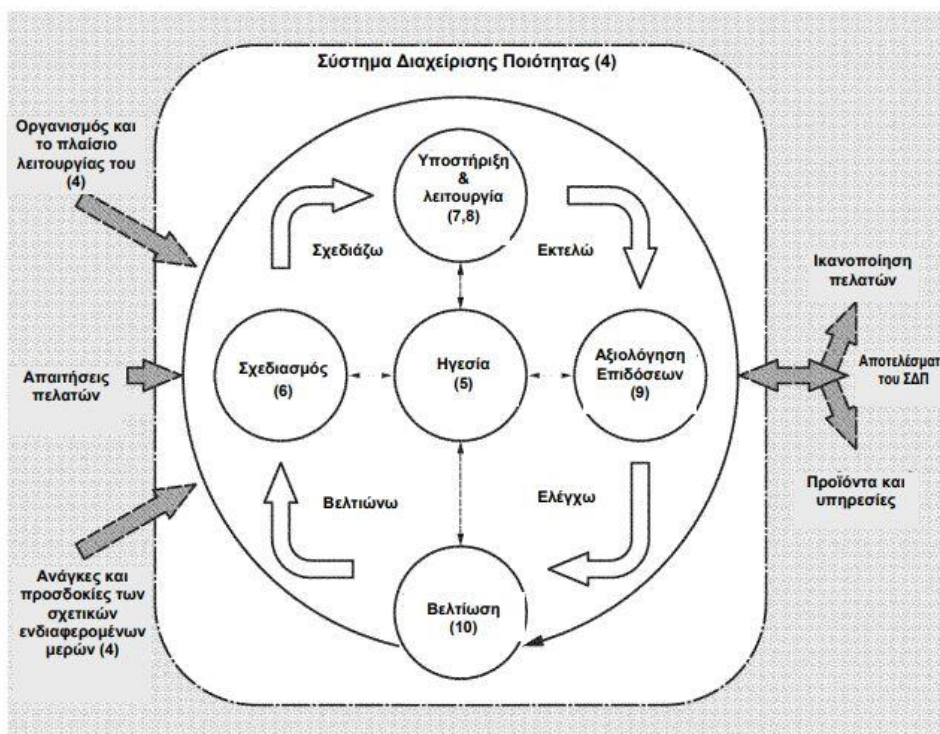 Σύστημα Διαχείρισης Ποιότητας (4)
Οργανισμός και
το πλαίσιο
λειτουργίας του
(4)
Υποστήριξη
&
λειτουργία
(7,8)
Σχεδιάζω
Εκτελώ
Ικανοποίηση
πελατών
Απαιτήσεις
πελατών
Σχεδιασμός
(6)
Ηγεσία
(5)
Αξιολόγηση
Επιδόσεων
(9)
Αποτελέσματ
του ΣΔΠ
Βελτιώνω
Ελέγχω
Προϊόντα και
υπηρεσίες
Ανάγκες και
προσδοκίες των
σχετικών
ενδιαφερομένων
μερών (4)
Βελτίωση
(10)